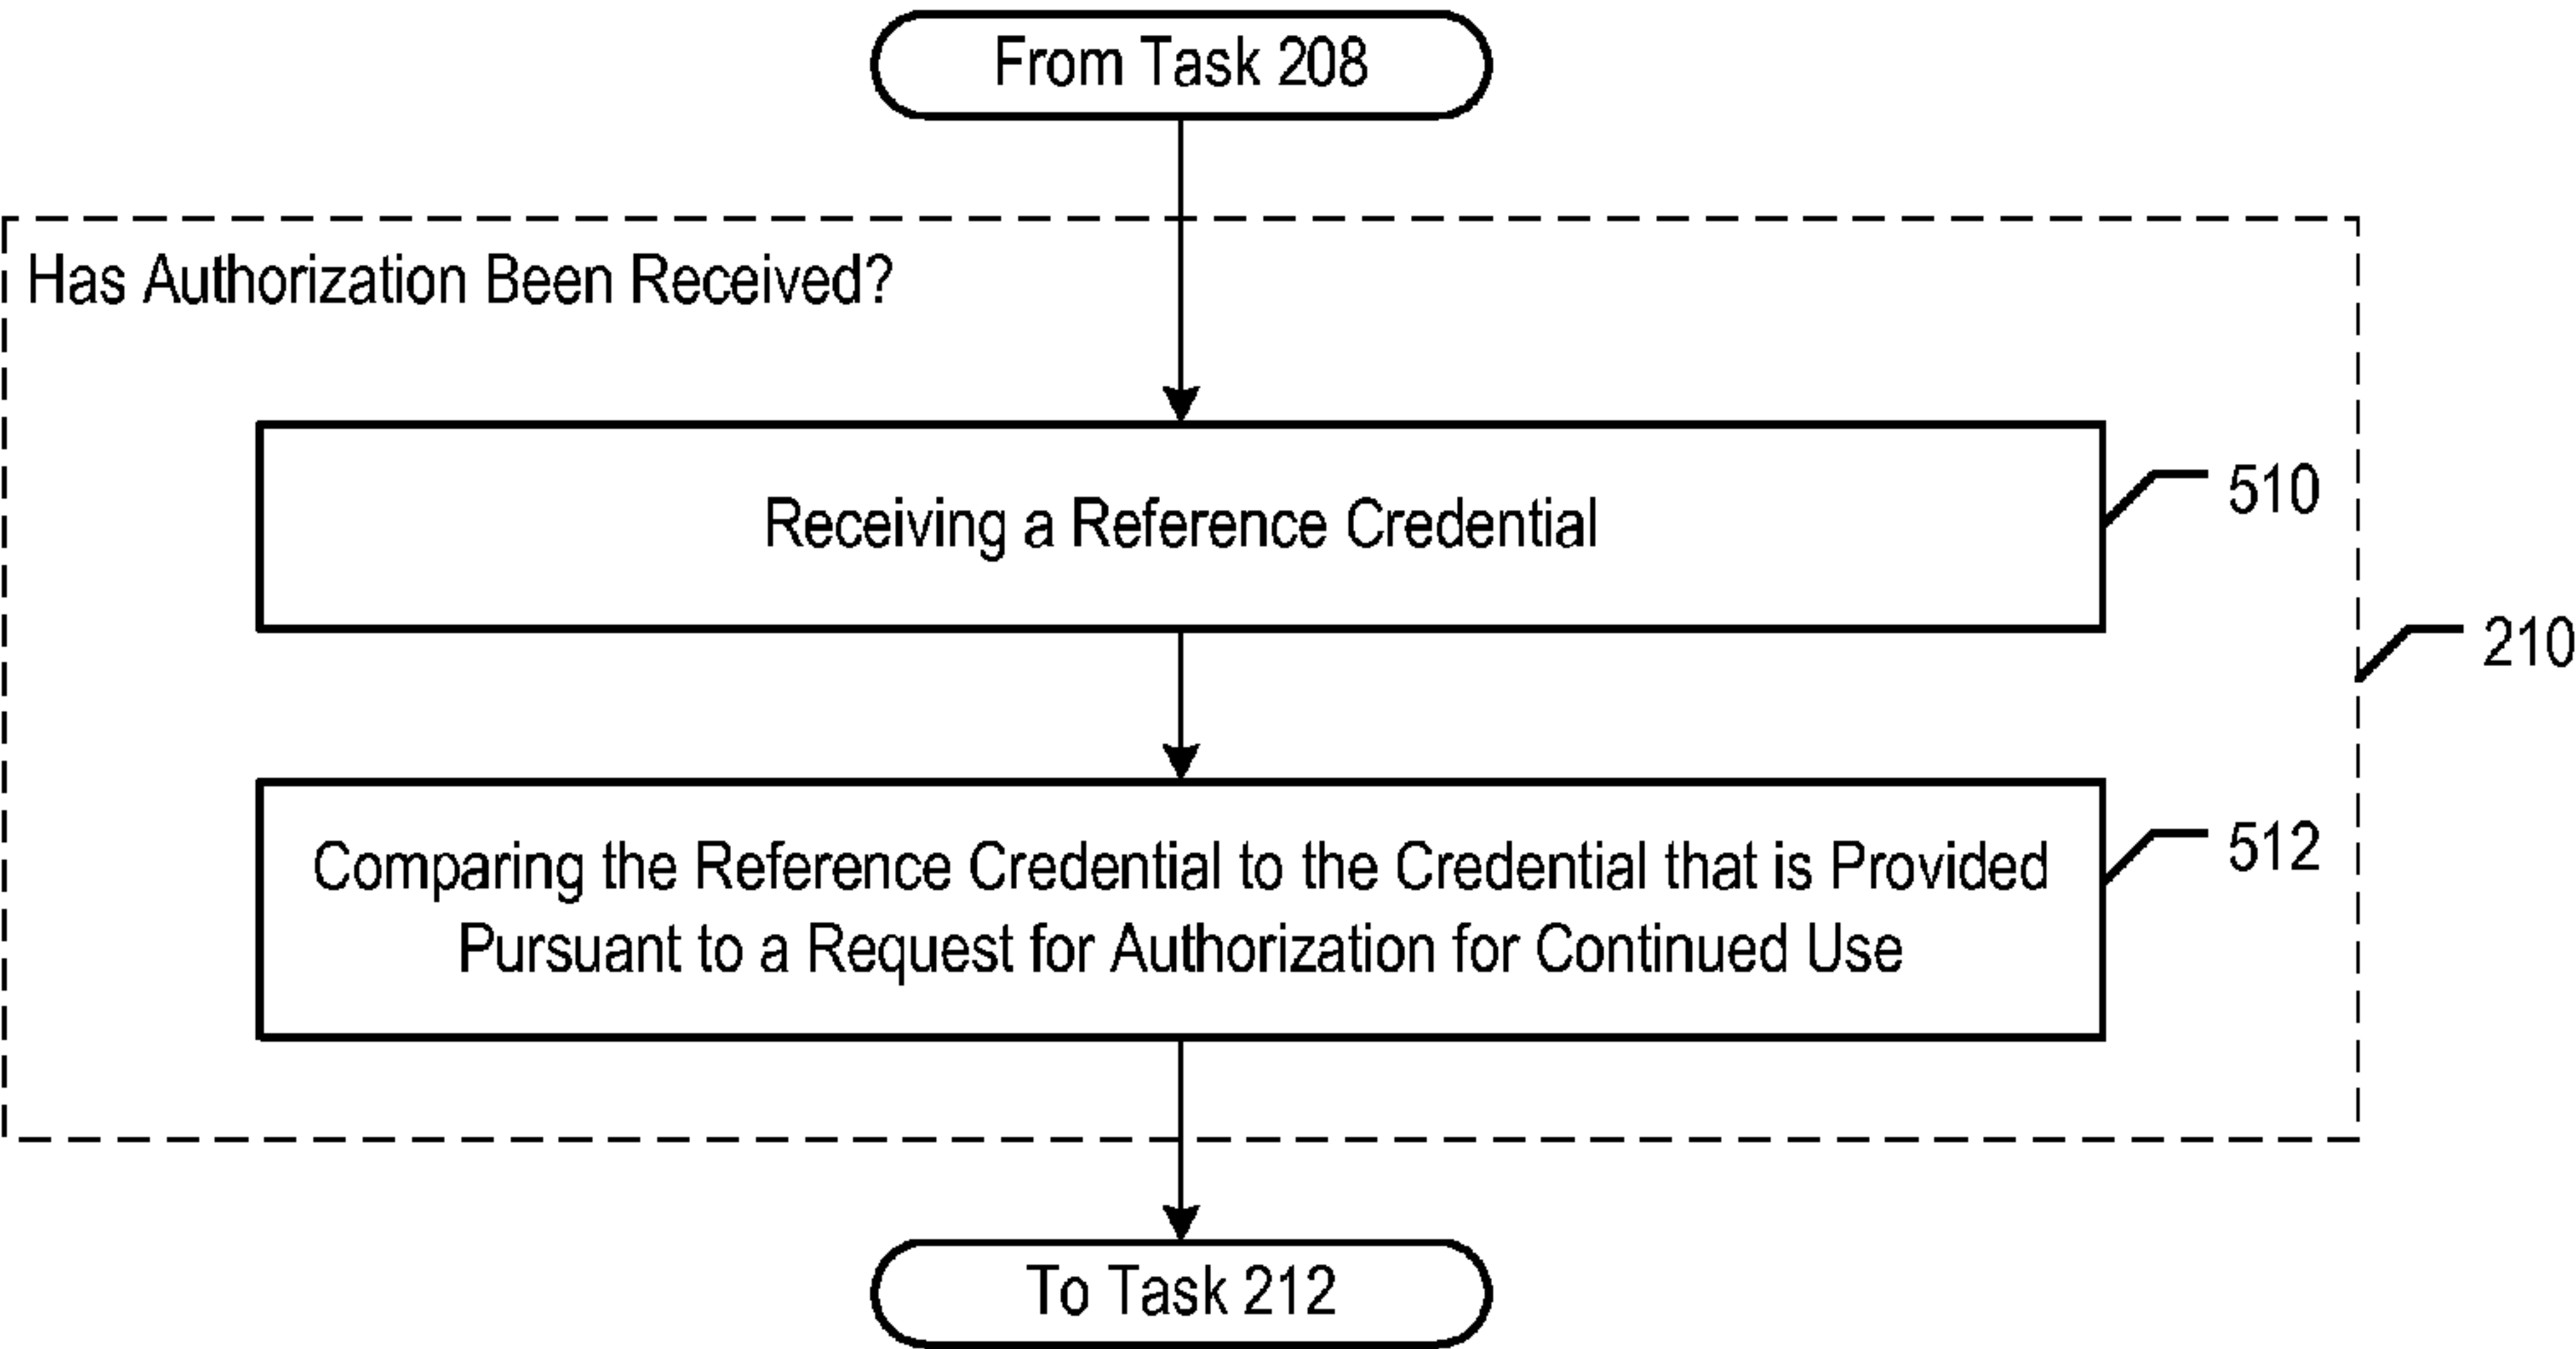 From Task 208
Has Authorization Been Received?
Receiving a Reference Credential
510
210
Comparing the Reference Credential to the Credential that is Provided
Pursuant to a Request for Authorization for Continued Use
512
To Task 212